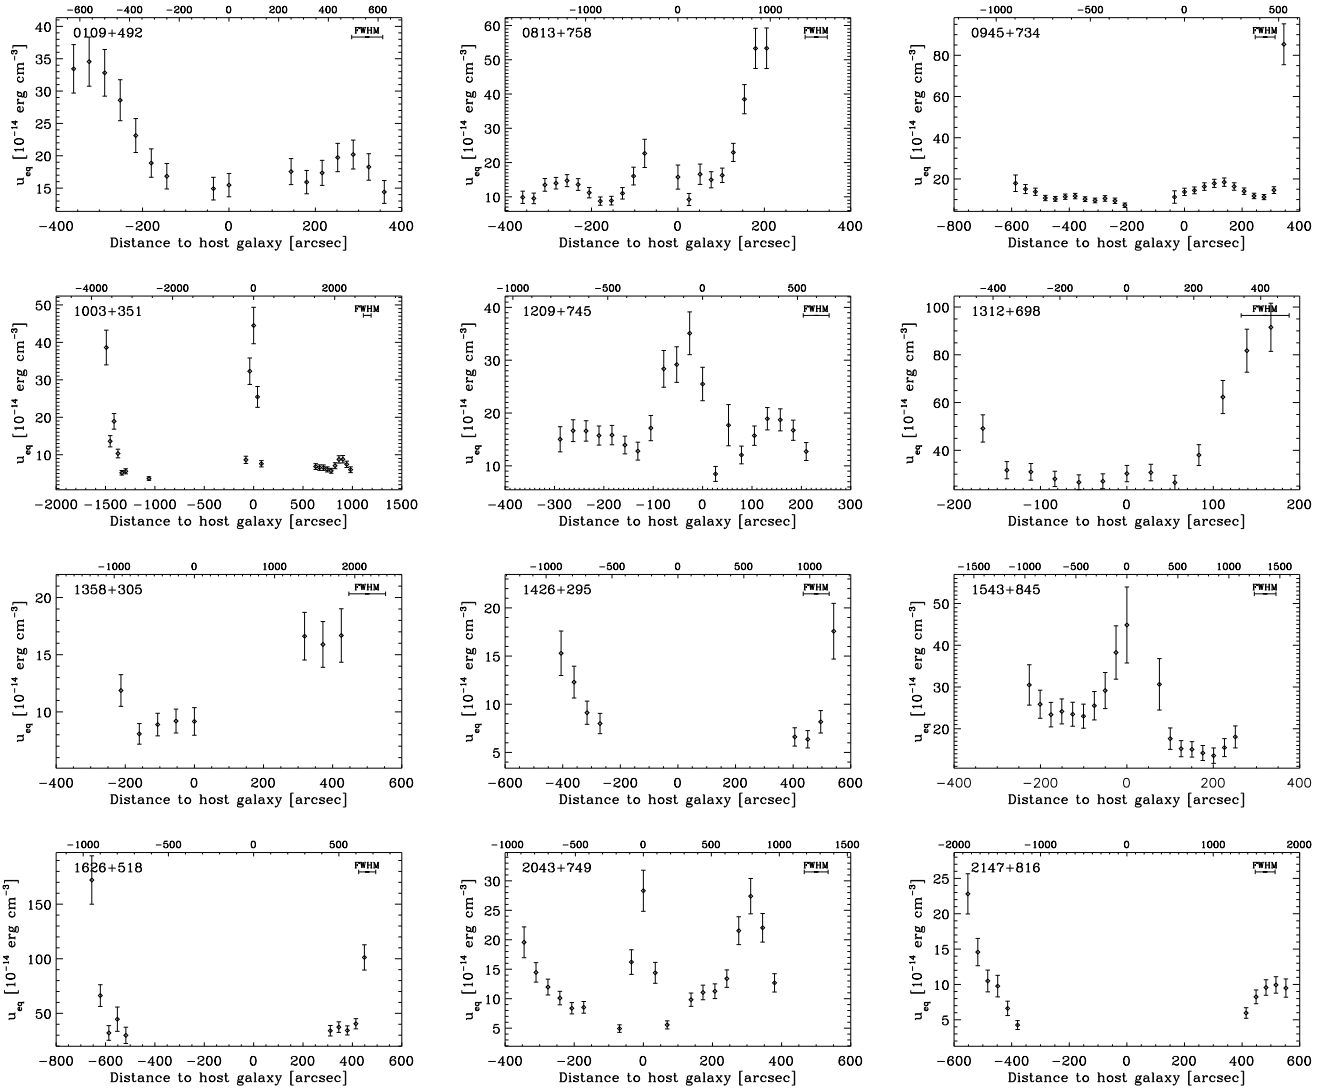 -600 -400 -200 0 200 400 600
0109+492
FWHM
40
35
30
25
20
15
u_eq [10^-14 erg cm^-3]
-400 -200 0 200 400
Distance to host galaxy [arcsec]
-1000 0 1000
0813+758
FWHM
60
50
40
30
20
10
u_eq [10^-14 erg cm^-3]
-400 -200 0 200 400
Distance to host galaxy [arcsec]
-1000 -500 0 500
0945+734
FWHM
80
60
40
20
u_eq [10^-14 erg cm^-3]
-800 -600 -400 -200 0 200 400
Distance to host galaxy [arcsec]
-4000 -2000 0 2000
1003+351
FWHM
50
40
30
20
10
u_eq [10^-14 erg cm^-3]
-2000 -1500 -1000 -500 0 500 1000 1500
Distance to host galaxy [arcsec]
-1000 -500 0 500
1209+745
FWHM
40
30
20
10
u_eq [10^-14 erg cm^-3]
-400 -300 -200 -100 0 100 200 300
Distance to host galaxy [arcsec]
-400 -200 0 200 400
1312+698
FWHM
100
80
60
40
u_eq [10^-14 erg cm^-3]
-200 -100 0 100 200
Distance to host galaxy [arcsec]
-1000 0 1000 2000
1358+305
FWHM
20
15
10
u_eq [10^-14 erg cm^-3]
-400 -200 0 200 400 600
Distance to host galaxy [arcsec]
-1000 -500 0 500 1000
1426+295
FWHM
20
15
10
5
u_eq [10^-14 erg cm^-3]
-600 -400 -200 0 200 400 600
Distance to host galaxy [arcsec]
-1500 -1000 -500 0 500 1000 1500
1543+845
FWHM
50
40
30
20
u_eq [10^-14 erg cm^-3]
-400 -200 0 200 400
Distance to host galaxy [arcsec]
-1000 -500 0 500
1626+518
FWHM
150
100
50
u_eq [10^-14 erg cm^-3]
-800 -600 -400 -200 0 200 400 600
Distance to host galaxy [arcsec]
-1000 -500 0 500 1000 1500
2043+749
FWHM
30
25
20
15
10
5
u_eq [10^-14 erg cm^-3]
-400 -200 0 200 400 600
Distance to host galaxy [arcsec]
-2000 -1000 0 1000 2000
2147+816
FWHM
25
20
15
10
5
u_eq [10^-14 erg cm^-3]
-600 -400 -200 0 200 400 600
Distance to host galaxy [arcsec]